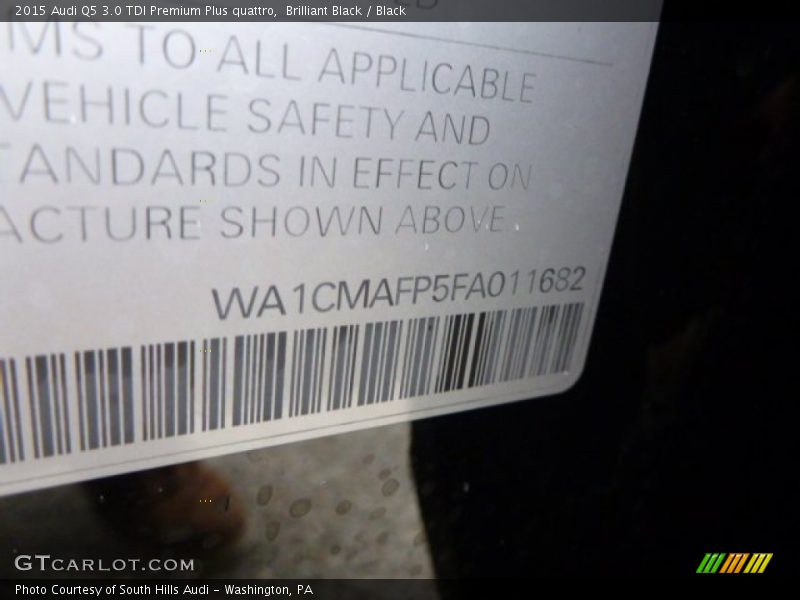 2015 Audi Q5 3.0 TDI Premium Plus quattro,  Brilliant Black / Black
MS TO ALL APPLICABLE
VEHICLE SAFETY AND
TANDARDS IN EFFECT ON
ACTURE SHOWN ABOVE.
WA1CMAFP5FA011682
GTCARLOT.COM
Photo Courtesy of South Hills Audi - Washington, PA